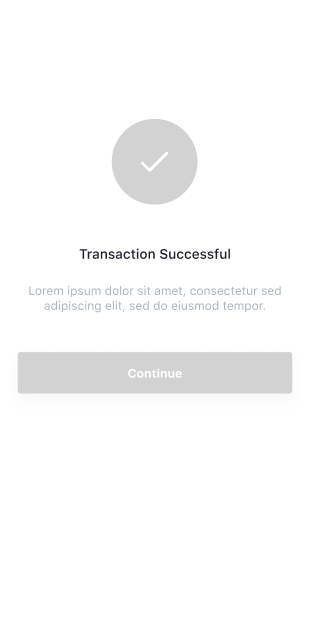 Transaction Successful
Lorem ipsum dolor sit amet, consectetur sed
adipiscing elit, sed do eiusmod tempor.
Continue